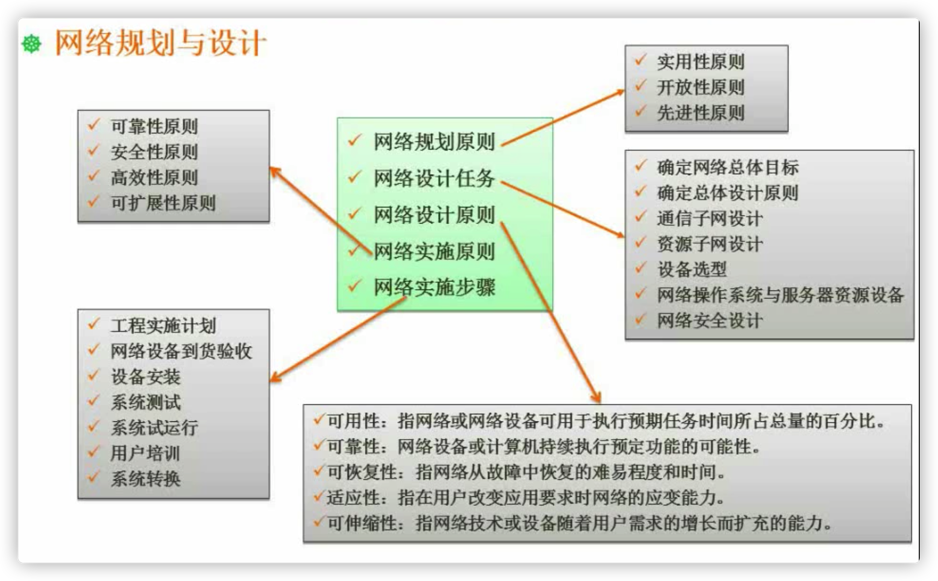 网络规划与设计
实用性原则
开放性原则
先进性原则
可靠性原则
安全性原则
高效性原则
可扩展性原则
网络规划原则
网络设计任务
网络设计原则
网络实施原则
网络实施步骤
确定网络总体目标
确定总体设计原则
通信子网设计
资源子网设计
设备选型
网络操作系统与服务器资源设备
网络安全设计
工程实施计划
网络设备到货验收
设备安装
系统测试
系统试运行
用户培训
系统转换
可用性：指网络或网络设备可用于执行预期任务时间所占总量的百分比。
可靠性：网络设备或计算机持续执行预定功能的可能性。
可恢复性：指网络从故障中恢复的难易程度和时间。
适应性：指在用户改变应用要求时网络的应变能力。
可伸缩性：指网络技术或设备随着用户需求的增长而扩充的能力。